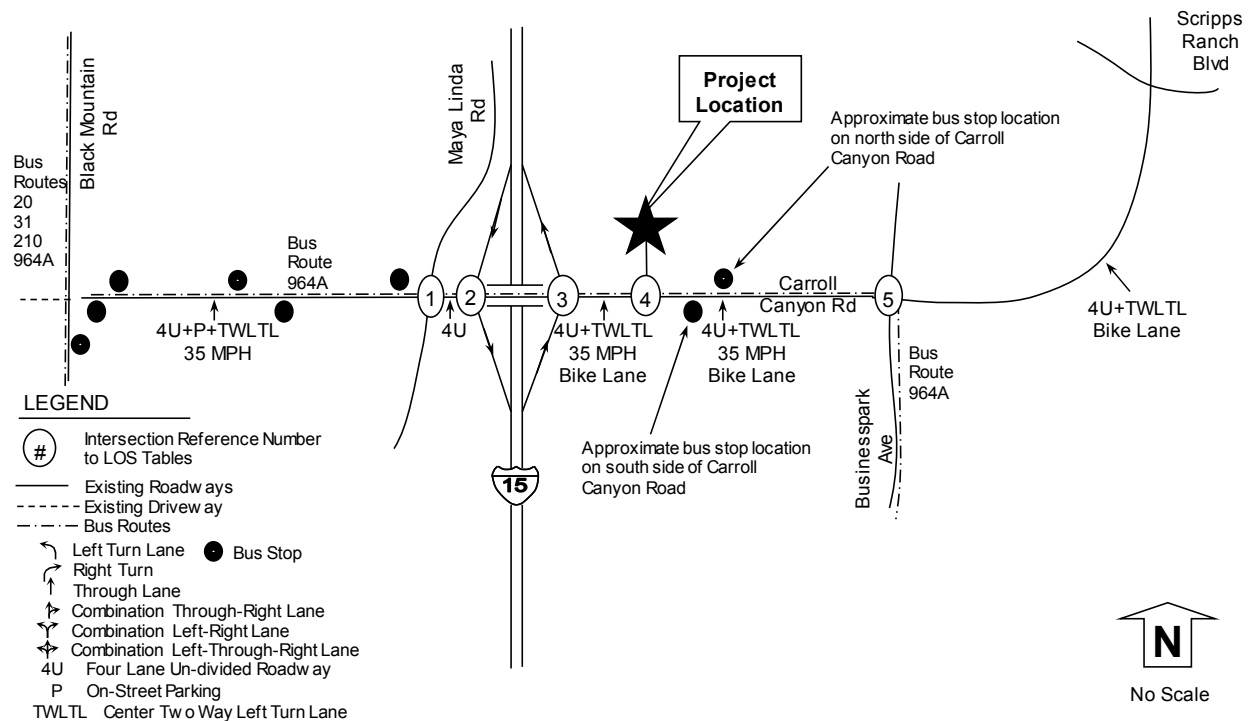 Scripps
Ranch
Blvd
Black Mountain
Rd
Maya Linda
Rd
Project
Location
Approximate bus stop location
on north side of Carroll
Canyon Road
Bus
Routes
20
31
210
964A
Bus
Route
964A
1
2
3
4
5
Carroll
Canyon Rd
4U+P+TWLTL
35 MPH
4U
4U+TWLTL
35 MPH
Bike Lane
4U+TWLTL
35 MPH
Bike Lane
4U+TWLTL
Bike Lane
Bus
Route
964A
Businesspark
Ave
Approximate bus stop location
on south side of Carroll
Canyon Road
15
LEGEND
# Intersection Reference Number
to LOS Tables
Existing Roadways
Existing Driveway
Bus Routes
Left Turn Lane
Bus Stop
Right Turn
Through Lane
Combination Through-Right Lane
Combination Left-Right Lane
Combination Left-Through-Right Lane
4U Four Lane Un-divided Roadway
P On-Street Parking
TWLTL Center Two Way Left Turn Lane
N
No Scale